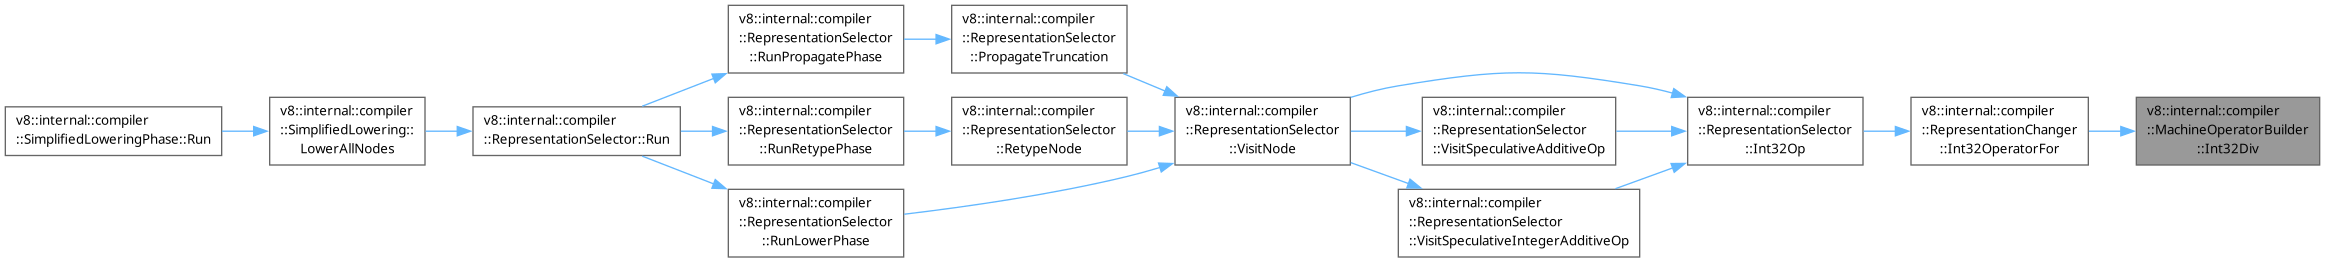 v8::internal::compiler
::SimplifiedLoweringPhase::Run
v8::internal::compiler
::SimplifiedLowering::
LowerAllNodes
v8::internal::compiler
::RepresentationSelector::Run
v8::internal::compiler
::RepresentationSelector
::RunPropagatePhase
v8::internal::compiler
::RepresentationSelector
::RunRetypePhase
v8::internal::compiler
::RepresentationSelector
::RunLowerPhase
v8::internal::compiler
::RepresentationSelector
::PropagateTruncation
v8::internal::compiler
::RepresentationSelector
::RetypeNode
v8::internal::compiler
::RepresentationSelector
::VisitNode
v8::internal::compiler
::RepresentationSelector
::VisitSpeculativeAdditiveOp
v8::internal::compiler
::RepresentationSelector
::VisitSpeculativeIntegerAdditiveOp
v8::internal::compiler
::RepresentationSelector
::Int32Op
v8::internal::compiler
::RepresentationChanger
::Int32OperatorFor
v8::internal::compiler
::MachineOperatorBuilder
::Int32Div